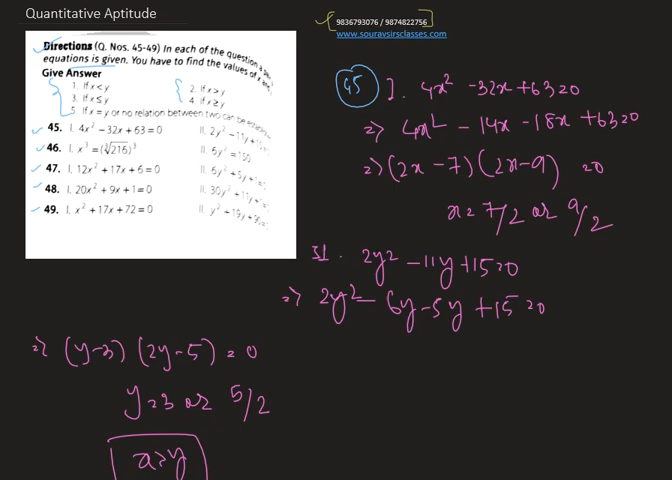 Quantitative Aptitude
9836793076 / 9874822756
www.souravsirsclasses.com
Directions (Q. Nos. 45-49) In each of the question
equations is given. You have to find the values of x
Give Answer
1. If x < y 2. If x > y
3. If x ≤ y 4. If x ≥ y
5. If x = y or no relation between two can be
45. I. 4x² – 32x + 63 = 0 II. 2y² – 11y +
46. I. x³ = (∛216)³ II. 6y² = 150
47. I. 12x² + 17x + 6 = 0 II. 6y² + 5y + 1
48. I. 20x² + 9x + 1 = 0 II. 30y² + 11y +
49. I. x² + 17x + 72 = 0 II. y² + 19y +
45 I. 4x² - 32x + 63 = 0
=> 4x² - 14x - 18x + 63 = 0
=> (2x - 7) (2x - 9) = 0
x = 7/2 or 9/2
II. 2y² - 11y + 15 = 0
=> 2y² - 6y - 5y + 15 = 0
=> (y - 3) (2y - 5) = 0
y = 3 or 5/2
x > y